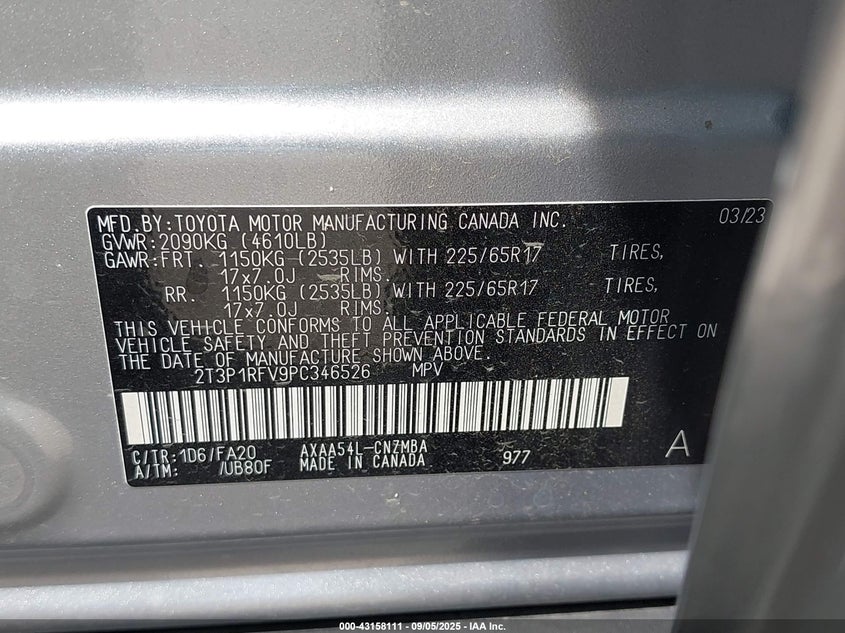 MFD.BY:TOYOTA MOTOR MANUFACTURING CANADA INC. 03/23
GVWR:2090KG (4610LB)
GAWR:FRT. 1150KG (2535LB) WITH 225/65R17 TIRES,
17x7.0J RIMS.
RR. 1150KG (2535LB) WITH 225/65R17 TIRES,
17x7.0J RIMS.
THIS VEHICLE CONFORMS TO ALL APPLICABLE FEDERAL MOTOR
VEHICLE SAFETY AND THEFT PREVENTION STANDARDS IN EFFECT ON
THE DATE OF MANUFACTURE SHOWN ABOVE.
2T3P1RFV9PC346526 MPV
C/TR:1D6/FA20 AXAA54L-CNZMBA A
A/TM: /UB80F MADE IN CANADA 977
000-43158111 - 09/05/2025 - IAA Inc.